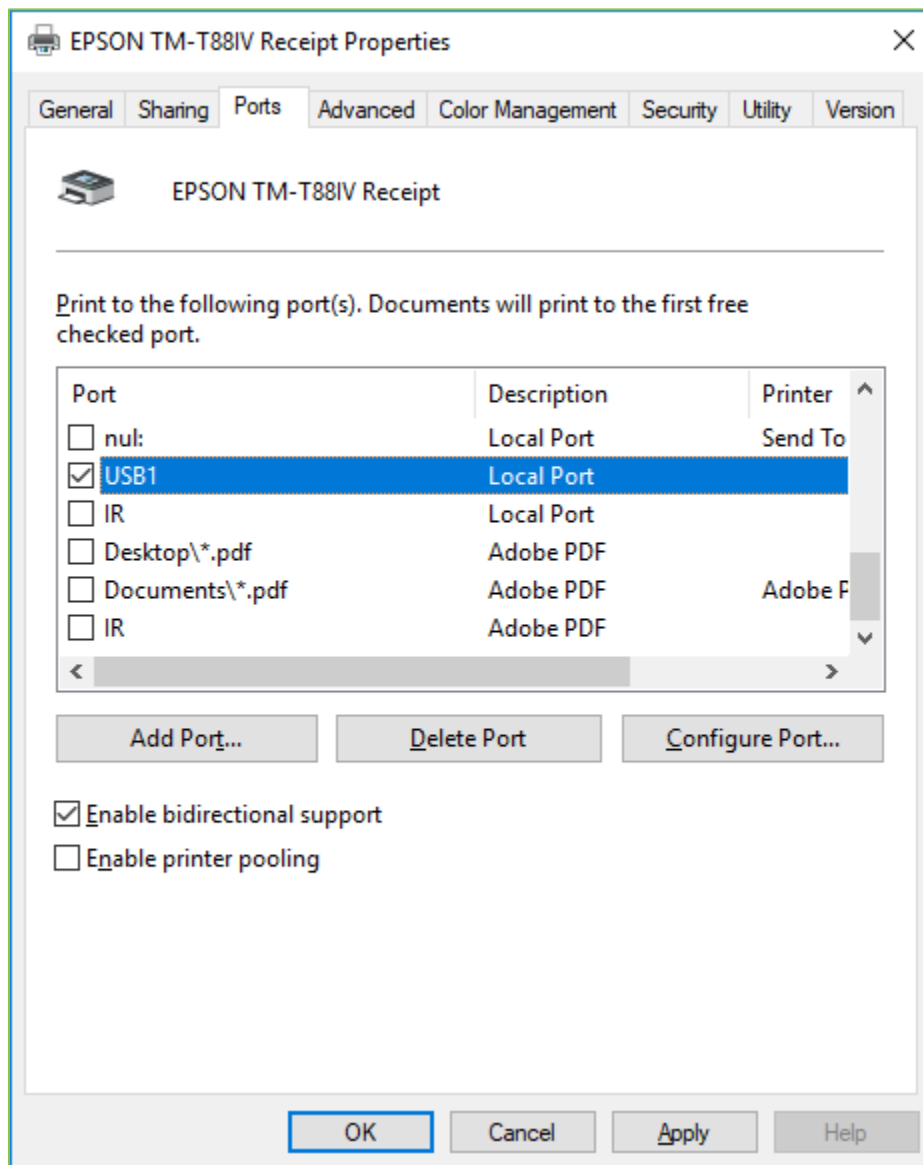 EPSON TM-T88IV Receipt Properties
General Sharing Ports Advanced Color Management Security Utility Version
EPSON TM-T88IV Receipt
Print to the following port(s). Documents will print to the first free
checked port.
Port Description Printer
nul: Local Port Send To
USB1 Local Port
IR Local Port
Desktop\*.pdf Adobe PDF
Documents\*.pdf Adobe PDF Adobe P
IR Adobe PDF
Add Port... Delete Port Configure Port...
Enable bidirectional support
Enable printer pooling
OK Cancel Apply Help